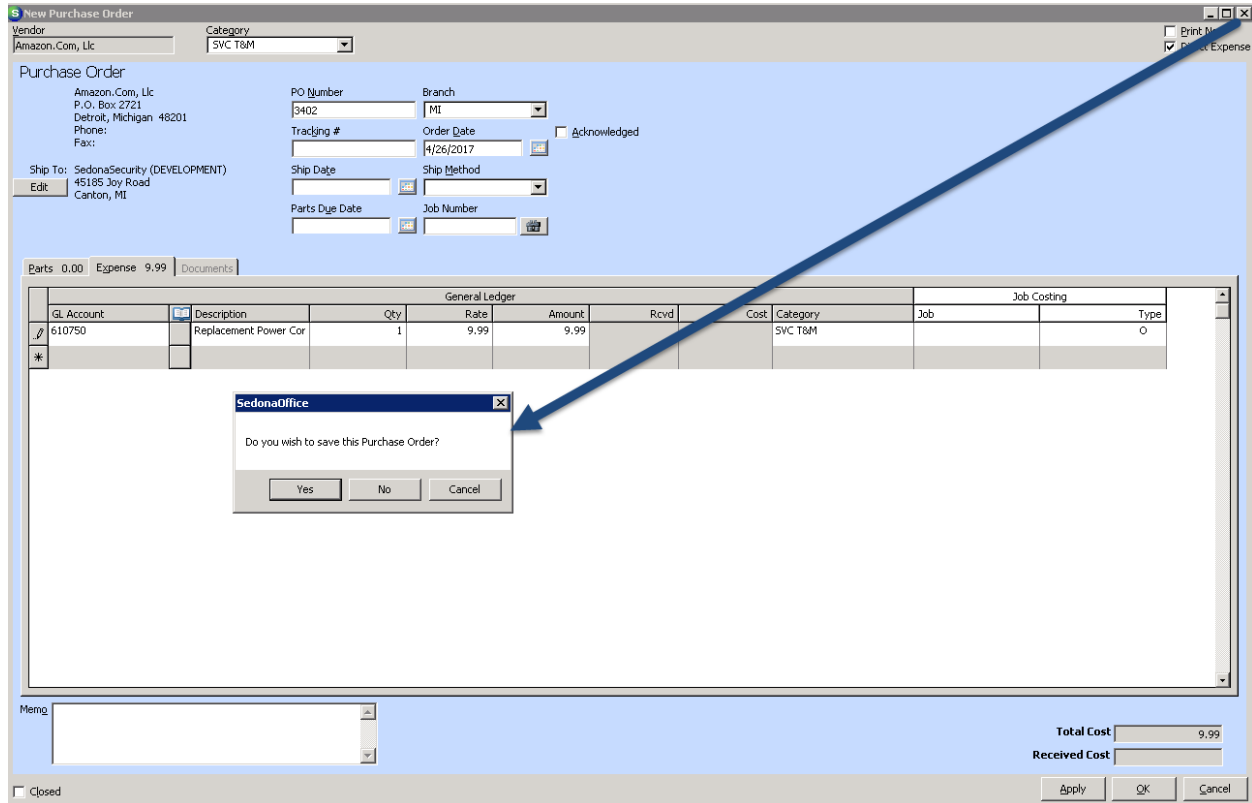 New Purchase Order
Vendor
Category
Amazon.Com, Llc
SVC T&M
Print
Expense
Purchase Order
Amazon.Com, Llc
P.O. Box 2721
Detroit, Michigan 48201
Phone:
Fax:
PO Number
Branch
3402
MI
Tracking #
Order Date
Acknowledged
4/26/2017
Ship To: SedonaSecurity (DEVELOPMENT)
Edit
45185 Joy Road
Canton, MI
Ship Date
Ship Method
Parts Due Date
Job Number
Parts 0.00
Expense 9.99
Documents
General Ledger
Job Costing
GL Account
Description
Qty
Rate
Amount
Rcvd
Cost
Category
Job
Type
610750
Replacement Power Cor
1
9.99
9.99
SVC T&M
O
SedonaOffice
Do you wish to save this Purchase Order?
Yes
No
Cancel
Memo
Total Cost
9.99
Received Cost
Closed
Apply
OK
Cancel